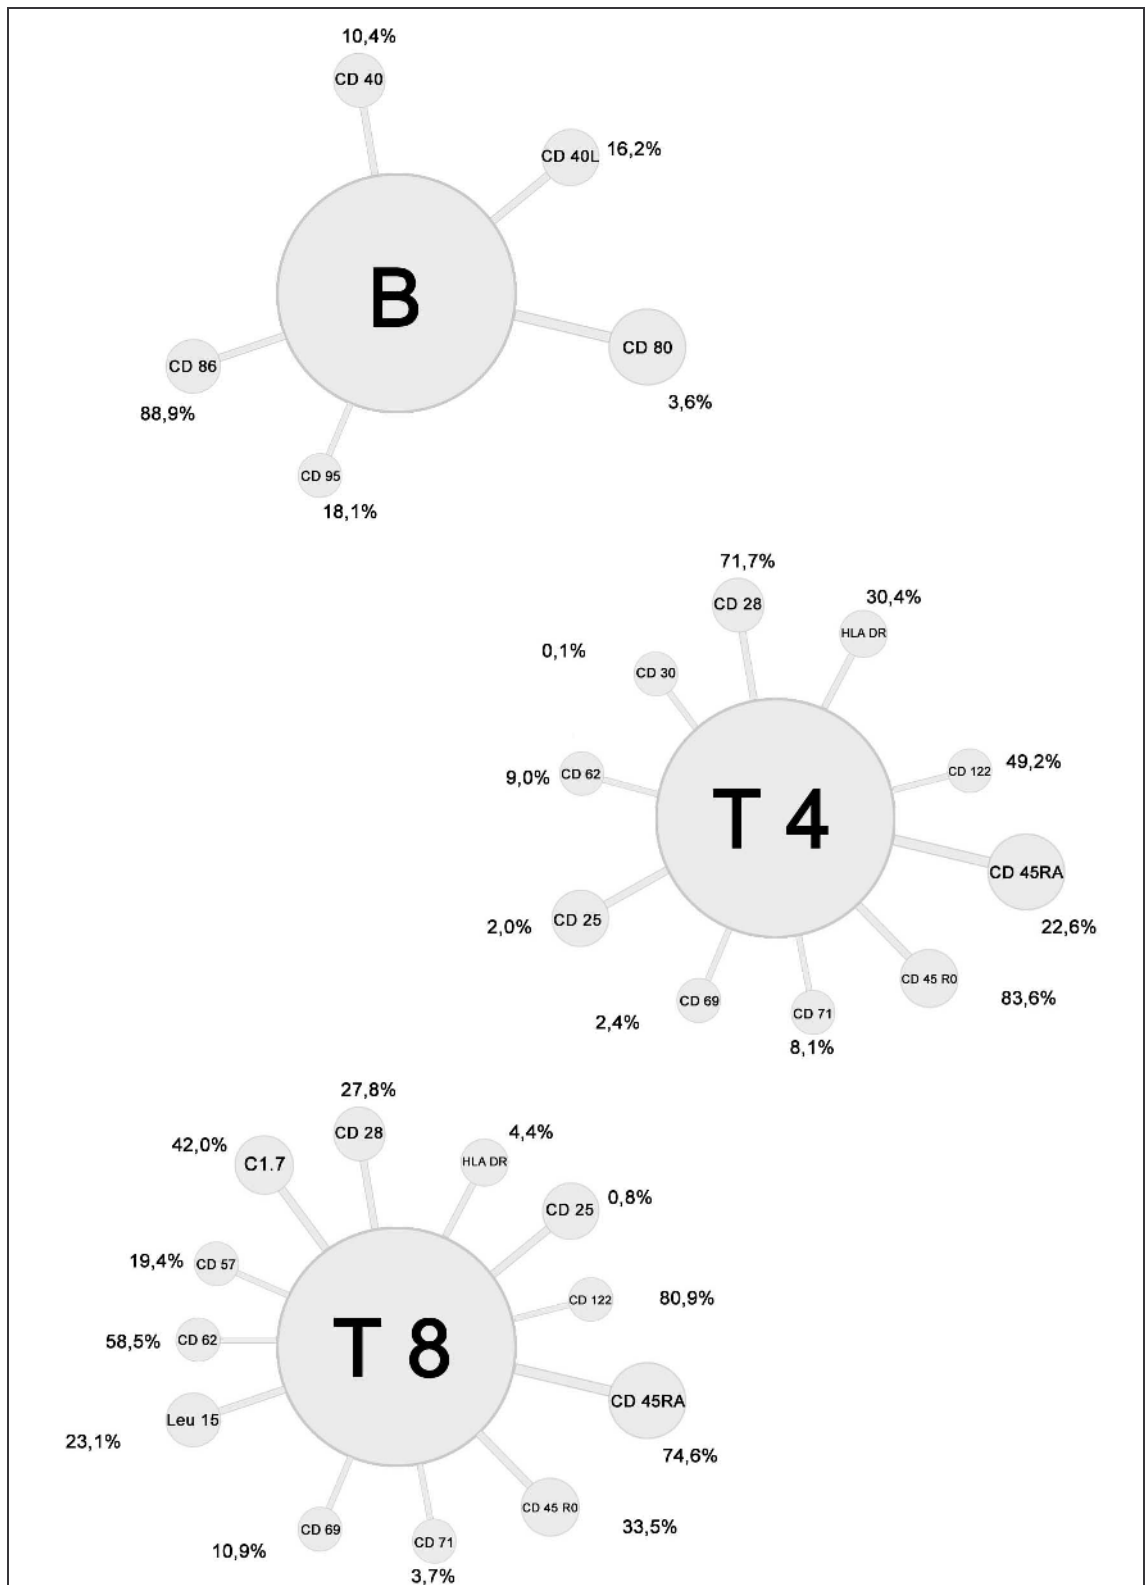 10,4%
CD 40
CD 40L 16,2%
B
CD 80
CD 86
3,6%
88,9%
CD 95
18,1%
71,7%
CD 28
30,4%
HLA DR
0,1%
CD 30
49,2%
CD 122
9,0% CD 62
T 4
CD 45RA
CD 25
2,0%
22,6%
CD 45 R0
83,6%
CD 69
2,4%
CD 71
8,1%
27,8%
CD 28
4,4%
42,0%
C1.7
HLA DR
CD 25 0,8%
19,4% CD 57
CD 122 80,9%
58,5% CD 62
T 8
CD 45RA
Leu 15
23,1%
74,6%
CD 45 R0
33,5%
CD 69
10,9%
CD 71
3,7%